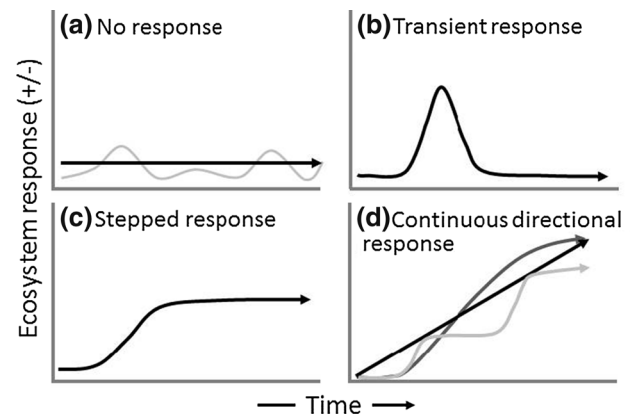 (a) No response
(b) Transient response
(c) Stepped response
(d) Continuous directional
response
Ecosystem response (+/-)
Time